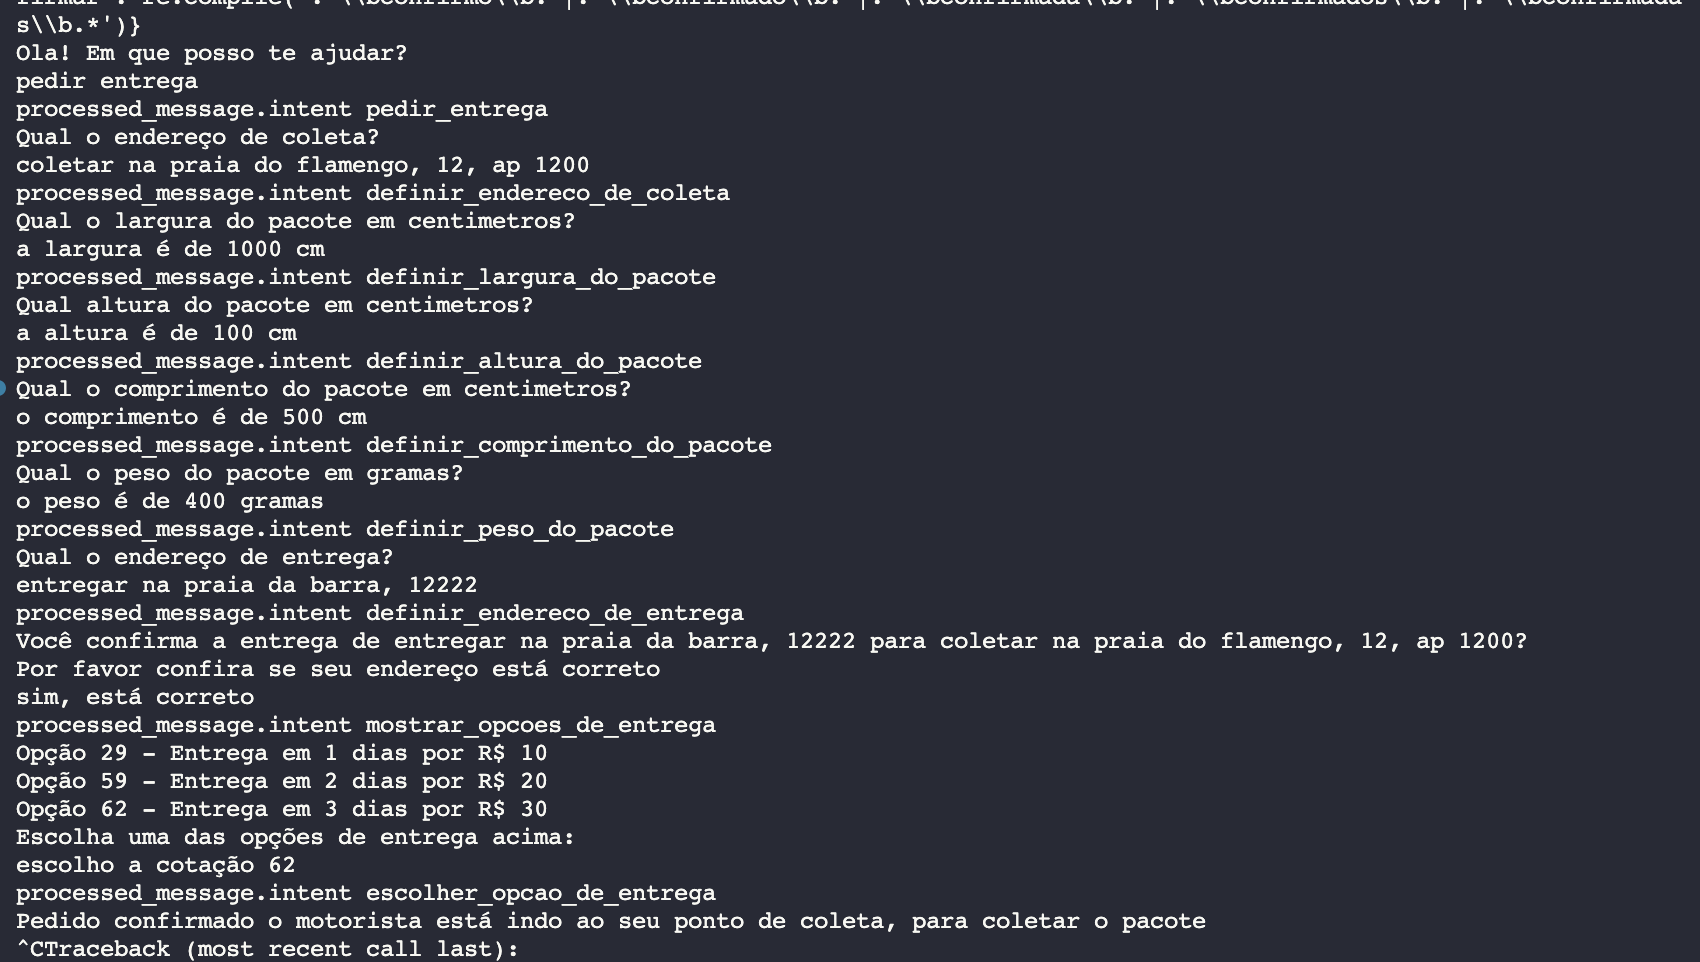 s\\b.*')}
Ola! Em que posso te ajudar?
pedir entrega
processed_message.intent pedir_entrega
Qual o endereço de coleta?
coletar na praia do flamengo, 12, ap 1200
processed_message.intent definir_endereco_de_coleta
Qual o largura do pacote em centimetros?
a largura é de 1000 cm
processed_message.intent definir_largura_do_pacote
Qual altura do pacote em centimetros?
a altura é de 100 cm
processed_message.intent definir_altura_do_pacote
Qual o comprimento do pacote em centimetros?
o comprimento é de 500 cm
processed_message.intent definir_comprimento_do_pacote
Qual o peso do pacote em gramas?
o peso é de 400 gramas
processed_message.intent definir_peso_do_pacote
Qual o endereço de entrega?
entregar na praia da barra, 12222
processed_message.intent definir_endereco_de_entrega
Você confirma a entrega de entregar na praia da barra, 12222 para coletar na praia do flamengo, 12, ap 1200?
Por favor confira se seu endereço está correto
sim, está correto
processed_message.intent mostrar_opcoes_de_entrega
Opção 29 - Entrega em 1 dias por R$ 10
Opção 59 - Entrega em 2 dias por R$ 20
Opção 62 - Entrega em 3 dias por R$ 30
Escolha uma das opções de entrega acima:
escolho a cotação 62
processed_message.intent escolher_opcao_de_entrega
Pedido confirmado o motorista está indo ao seu ponto de coleta, para coletar o pacote
^CTraceback (most recent call last):